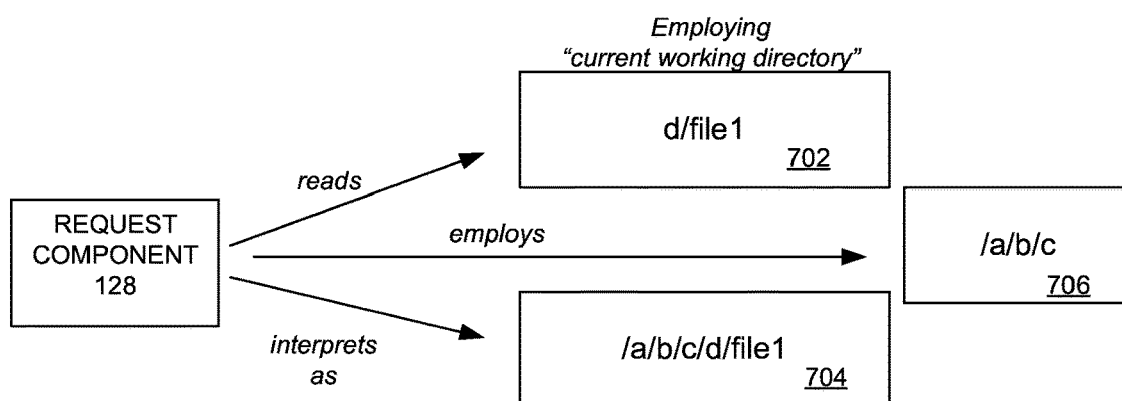 Employing
“current working directory”
d/file1
702
reads
REQUEST
COMPONENT
128
employs
/a/b/c
706
interprets
as
/a/b/c/d/file1
704